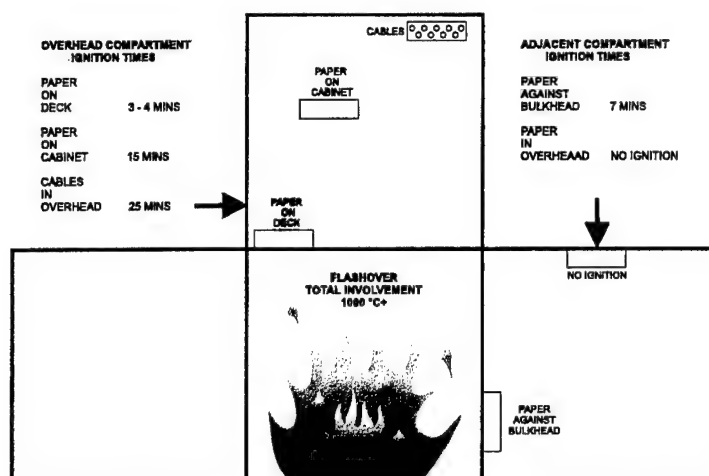 OVERHEAD COMPARTMENT
IGNITION TIMES
PAPER
ON
DECK 3 - 4 MINS
PAPER
ON
CABINET 15 MINS
CABLES
IN
OVERHEAD 25 MINS
CABLES
PAPER
ON
CABINET
PAPER
ON
DECK
ADJACENT COMPARTMENT
IGNITION TIMES
PAPER
AGAINST
BULKHEAD 7 MINS
PAPER
IN
OVERHEAAD NO IGNITION
NO IGNITION
FLASHOVER
TOTAL INVOLVEMENT
1090 °C+
PAPER
AGAINST
BULKHEAD